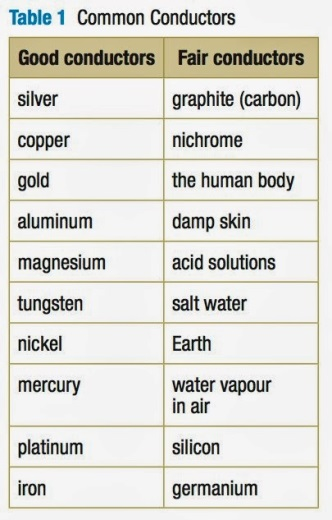 Table 1 Common Conductors
Good conductors Fair conductors
silver graphite (carbon)
copper nichrome
gold the human body
aluminum damp skin
magnesium acid solutions
tungsten salt water
nickel Earth
mercury water vapour
in air
platinum silicon
iron germanium